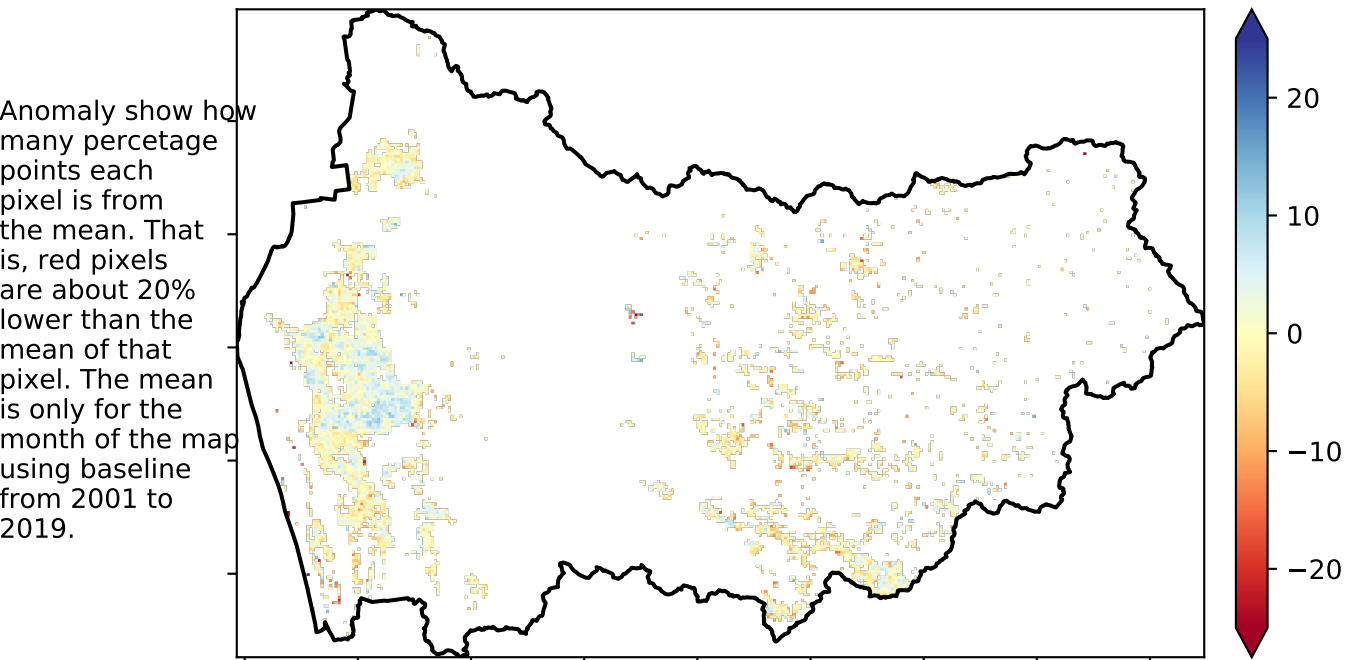 Anomaly show how
many percetage
points each
pixel is from
the mean. That
is, red pixels
are about 20%
lower than the
mean of that
pixel. The mean
is only for the
month of the map
using baseline
from 2001 to
2019.
20
10
0
−10
−20